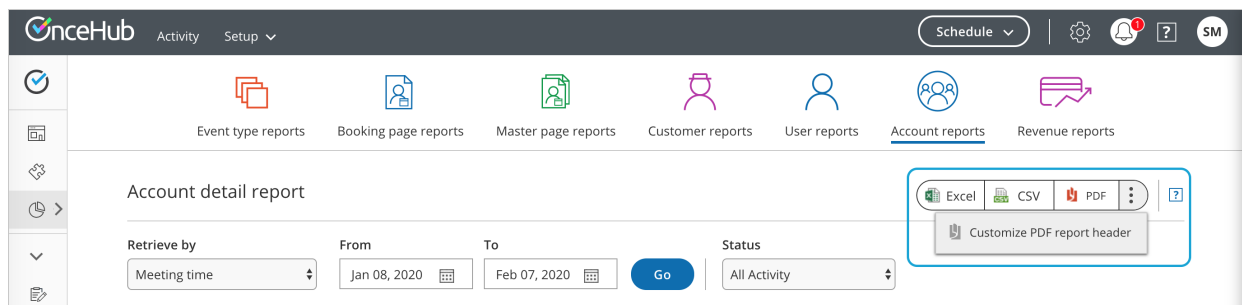 OnceHub Activity Setup Schedule 1 ? SM
Event type reports Booking page reports Master page reports Customer reports User reports Account reports Revenue reports
Account detail report Excel CSV PDF ?
Customize PDF report header
Retrieve by From To Status
Meeting time Jan 08, 2020 Feb 07, 2020 Go All Activity